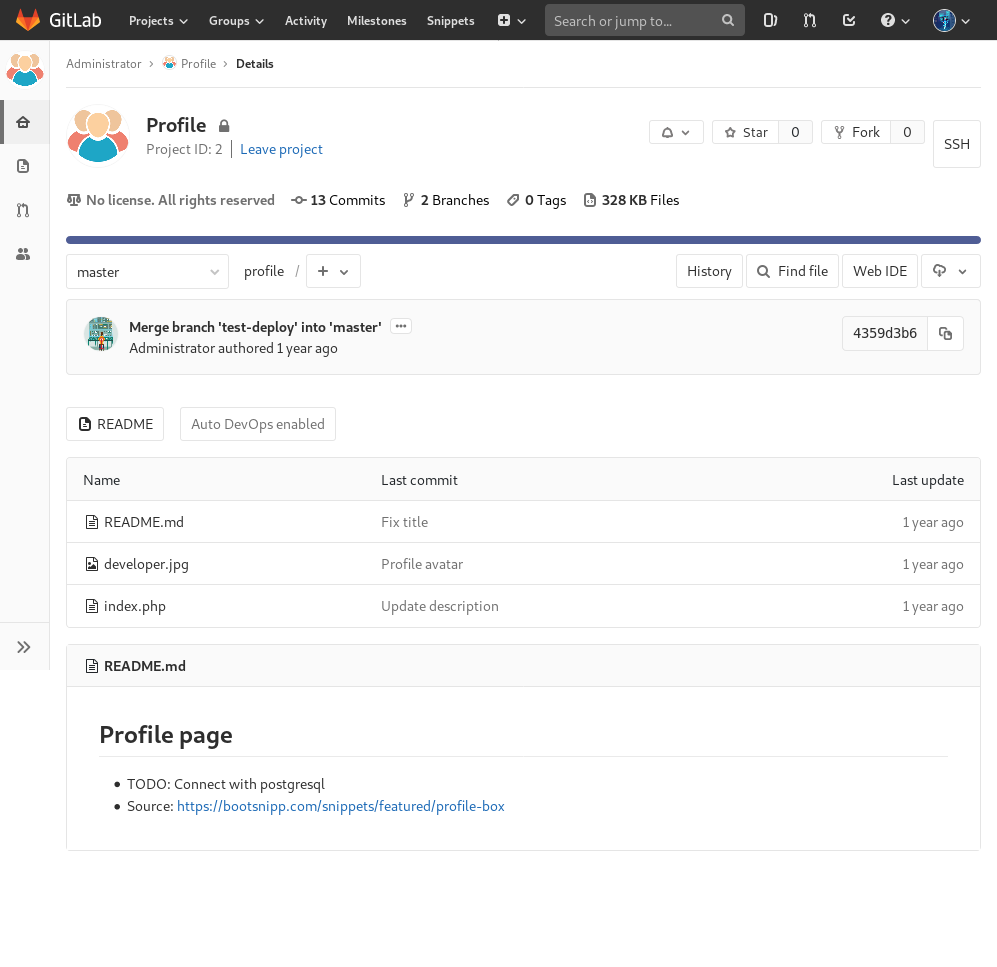 GitLab Projects Groups Activity Milestones Snippets Search or jump to...
Administrator > Profile > Details
Profile
Project ID: 2 | Leave project
Star 0 Fork 0 SSH
No license. All rights reserved 13 Commits 2 Branches 0 Tags 328 KB Files
master profile / + History Find file Web IDE
Merge branch 'test-deploy' into 'master' ...
Administrator authored 1 year ago
4359d3b6
README Auto DevOps enabled
Name Last commit Last update
README.md Fix title 1 year ago
developer.jpg Profile avatar 1 year ago
index.php Update description 1 year ago
README.md
Profile page
• TODO: Connect with postgresql
• Source: https://bootsnipp.com/snippets/featured/profile-box